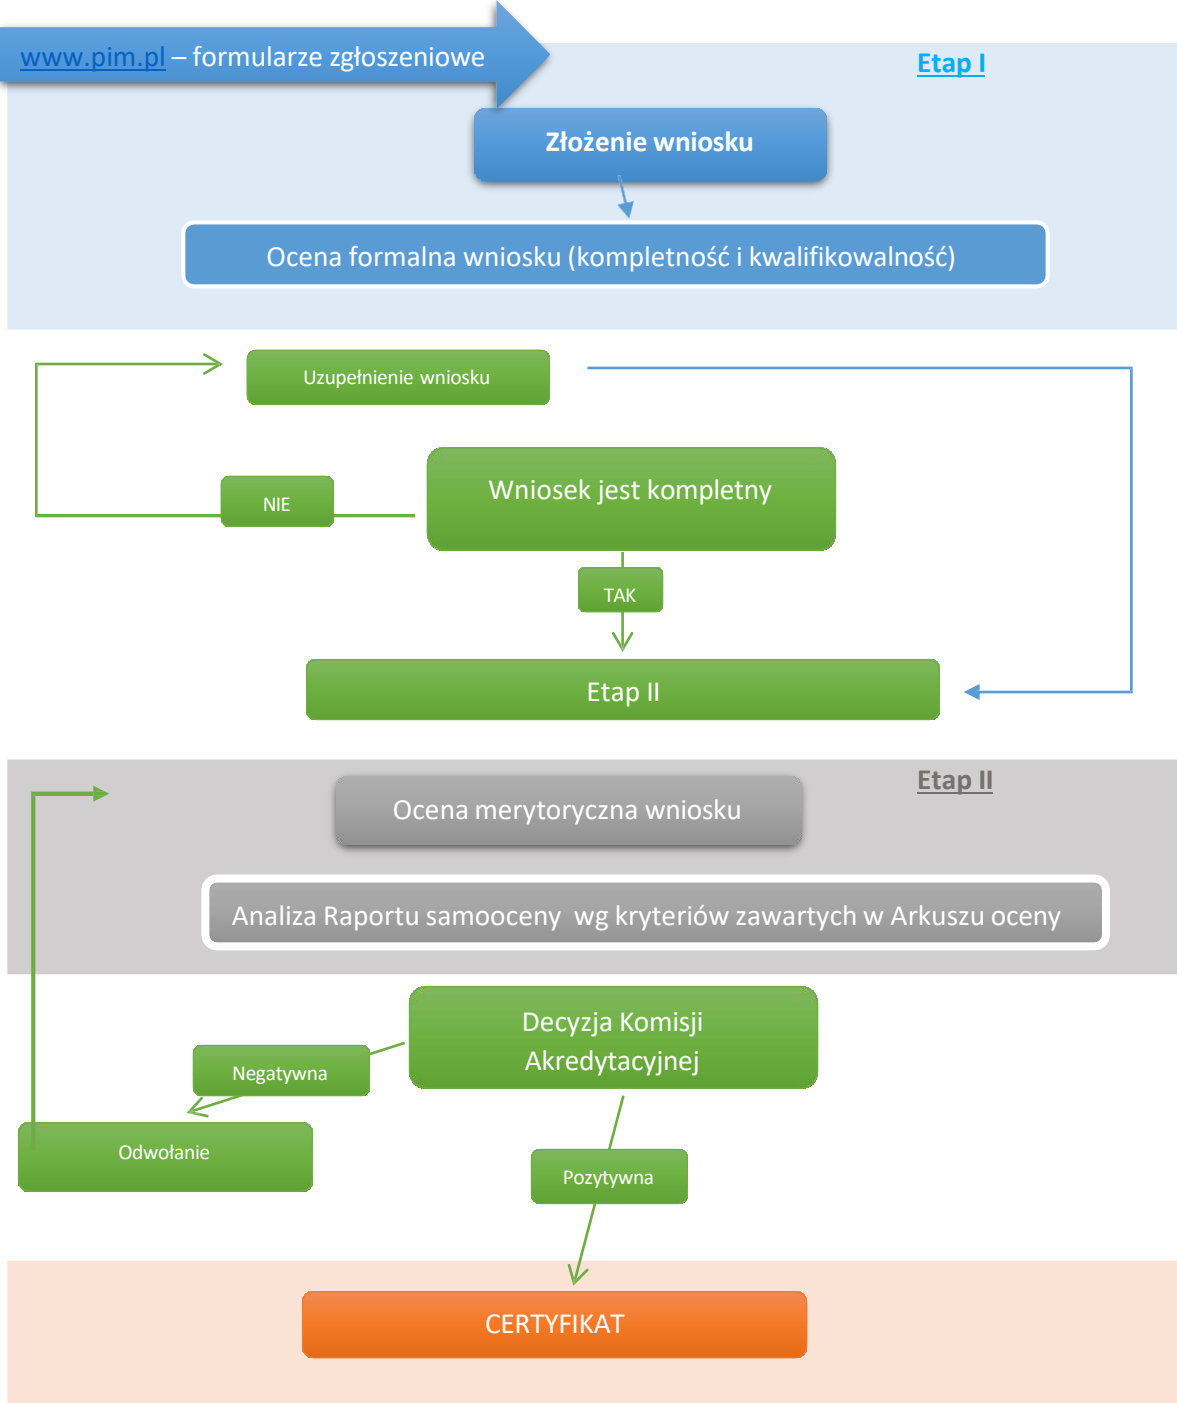 www.pim.pl – formularze zgłoszeniowe
Etap I
Złożenie wniosku
Ocena formalna wniosku (kompletność i kwalifikowalność)
Uzupełnienie wniosku
Wniosek jest kompletny
NIE
TAK
Etap II
Etap II
Ocena merytoryczna wniosku
Analiza Raportu samooceny  wg kryteriów zawartych w Arkuszu oceny
Decyzja Komisji
Akredytacyjnej
Negatywna
Odwołanie
Pozytywna
CERTYFIKAT